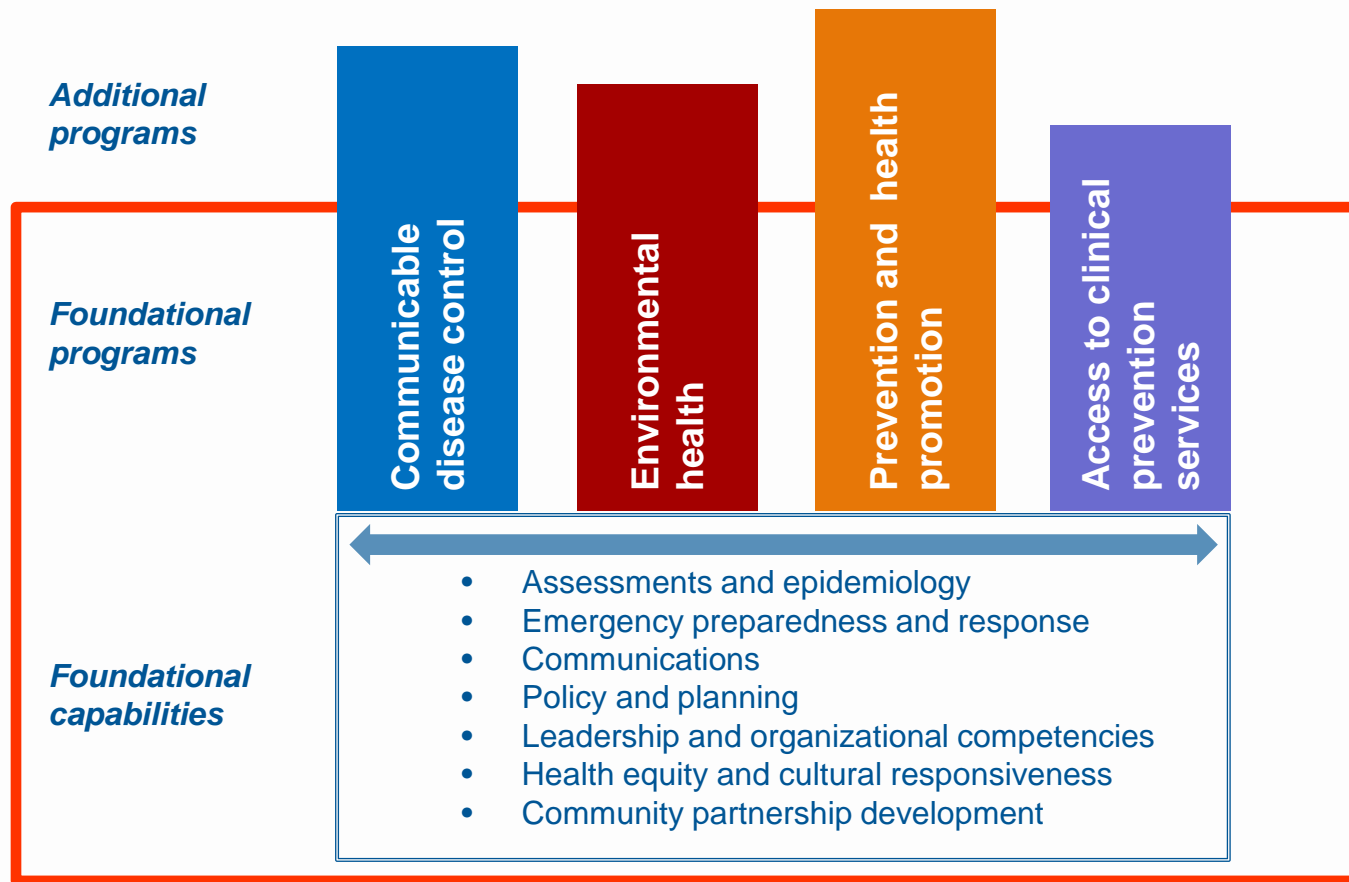 Additional
programs
Foundational
programs
Communicable
disease control
Environmental
health
Prevention and health
promotion
Access to clinical
prevention
services
Foundational
capabilities
• Assessments and epidemiology
• Emergency preparedness and response
• Communications
• Policy and planning
• Leadership and organizational competencies
• Health equity and cultural responsiveness
• Community partnership development